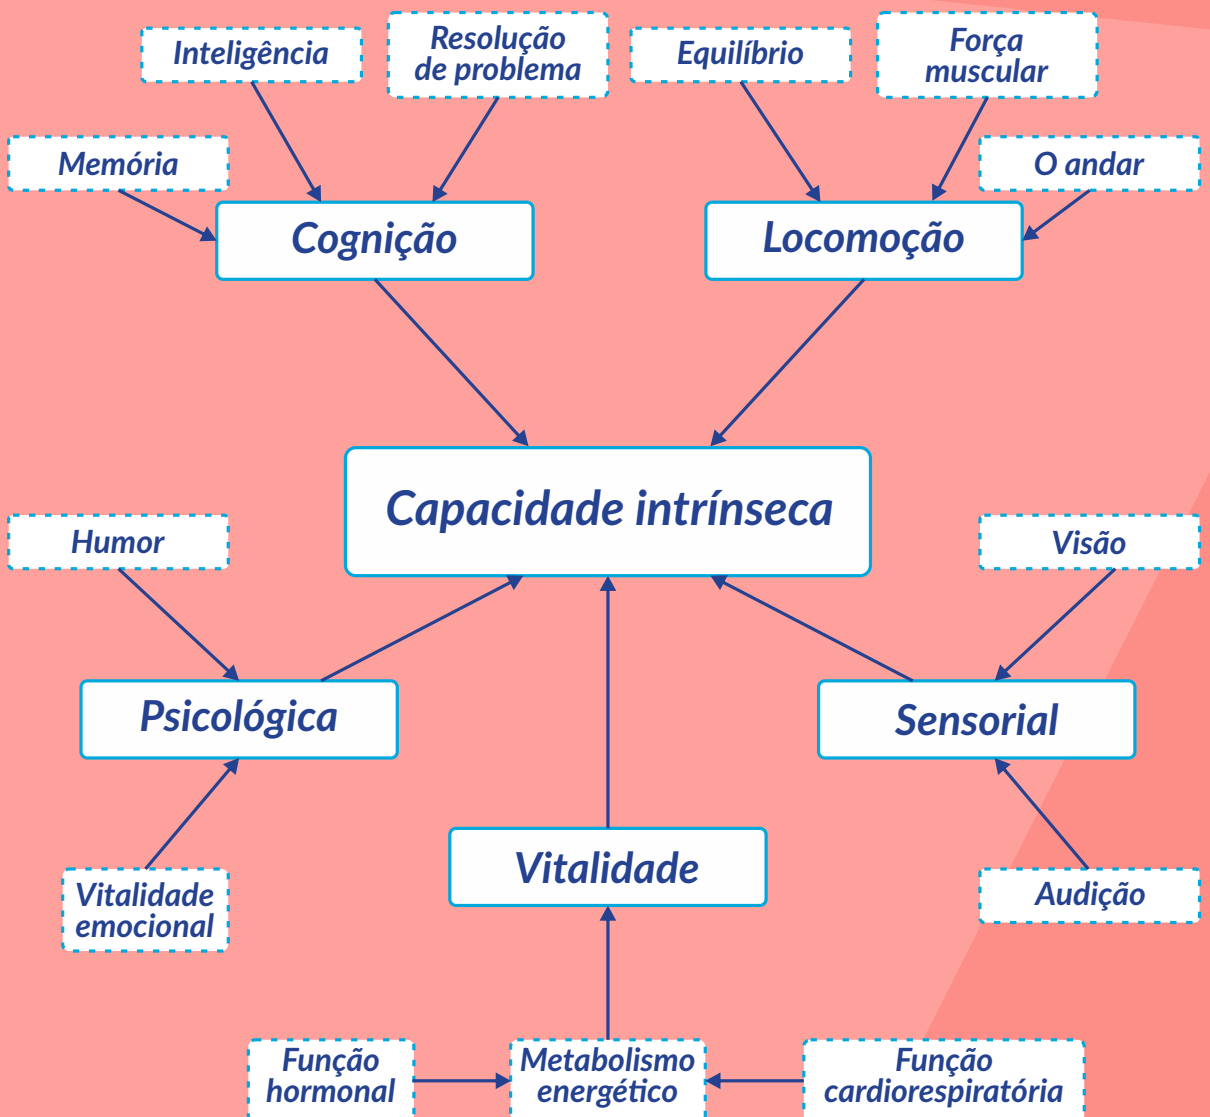 Inteligência
Resolução
de problema
Equilíbrio
Força
muscular
Memória
O andar
Cognição
Locomoção
Capacidade intrínseca
Humor
Visão
Psicológica
Sensorial
Vitalidade
Vitalidade
emocional
Audição
Função
hormonal
Metabolismo
energético
Função
cardiorespiratória